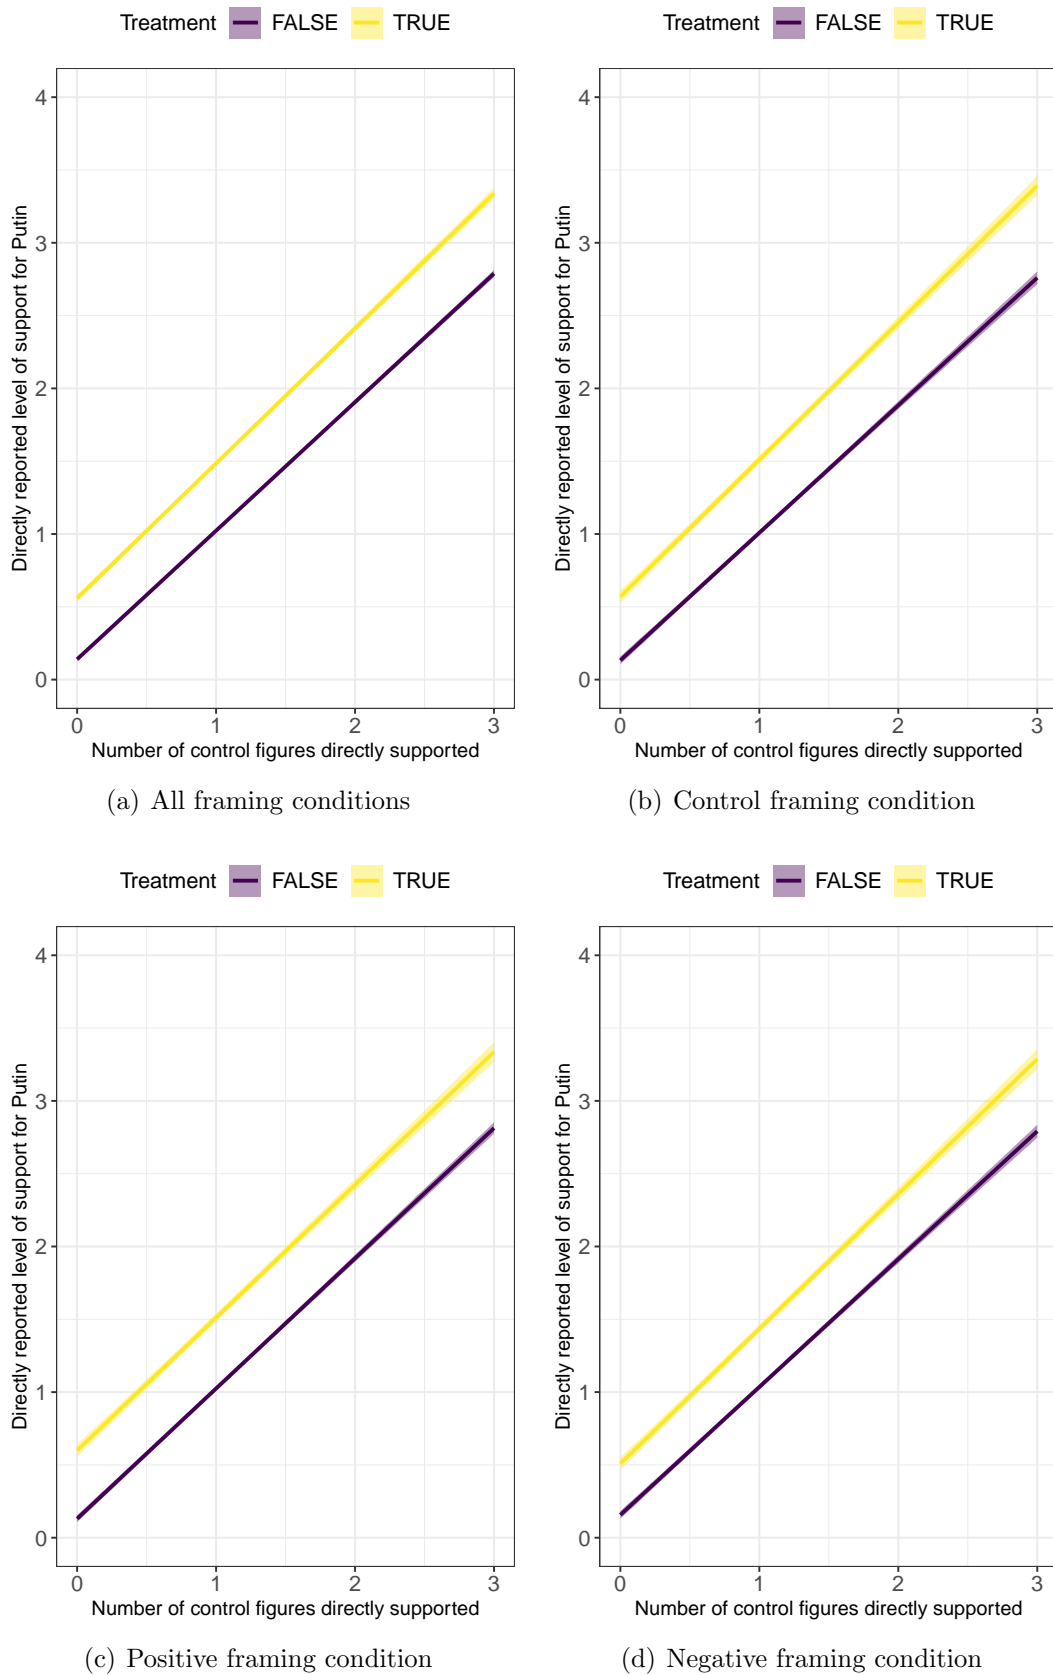 Treatment FALSE TRUE
Treatment FALSE TRUE
4
3
2
1
0
Directly reported level of support for Putin
0 1 2 3
Number of control figures directly supported
(a) All framing conditions
4
3
2
1
0
Directly reported level of support for Putin
0 1 2 3
Number of control figures directly supported
(b) Control framing condition
Treatment FALSE TRUE
Treatment FALSE TRUE
4
3
2
1
0
Directly reported level of support for Putin
0 1 2 3
Number of control figures directly supported
(c) Positive framing condition
4
3
2
1
0
Directly reported level of support for Putin
0 1 2 3
Number of control figures directly supported
(d) Negative framing condition